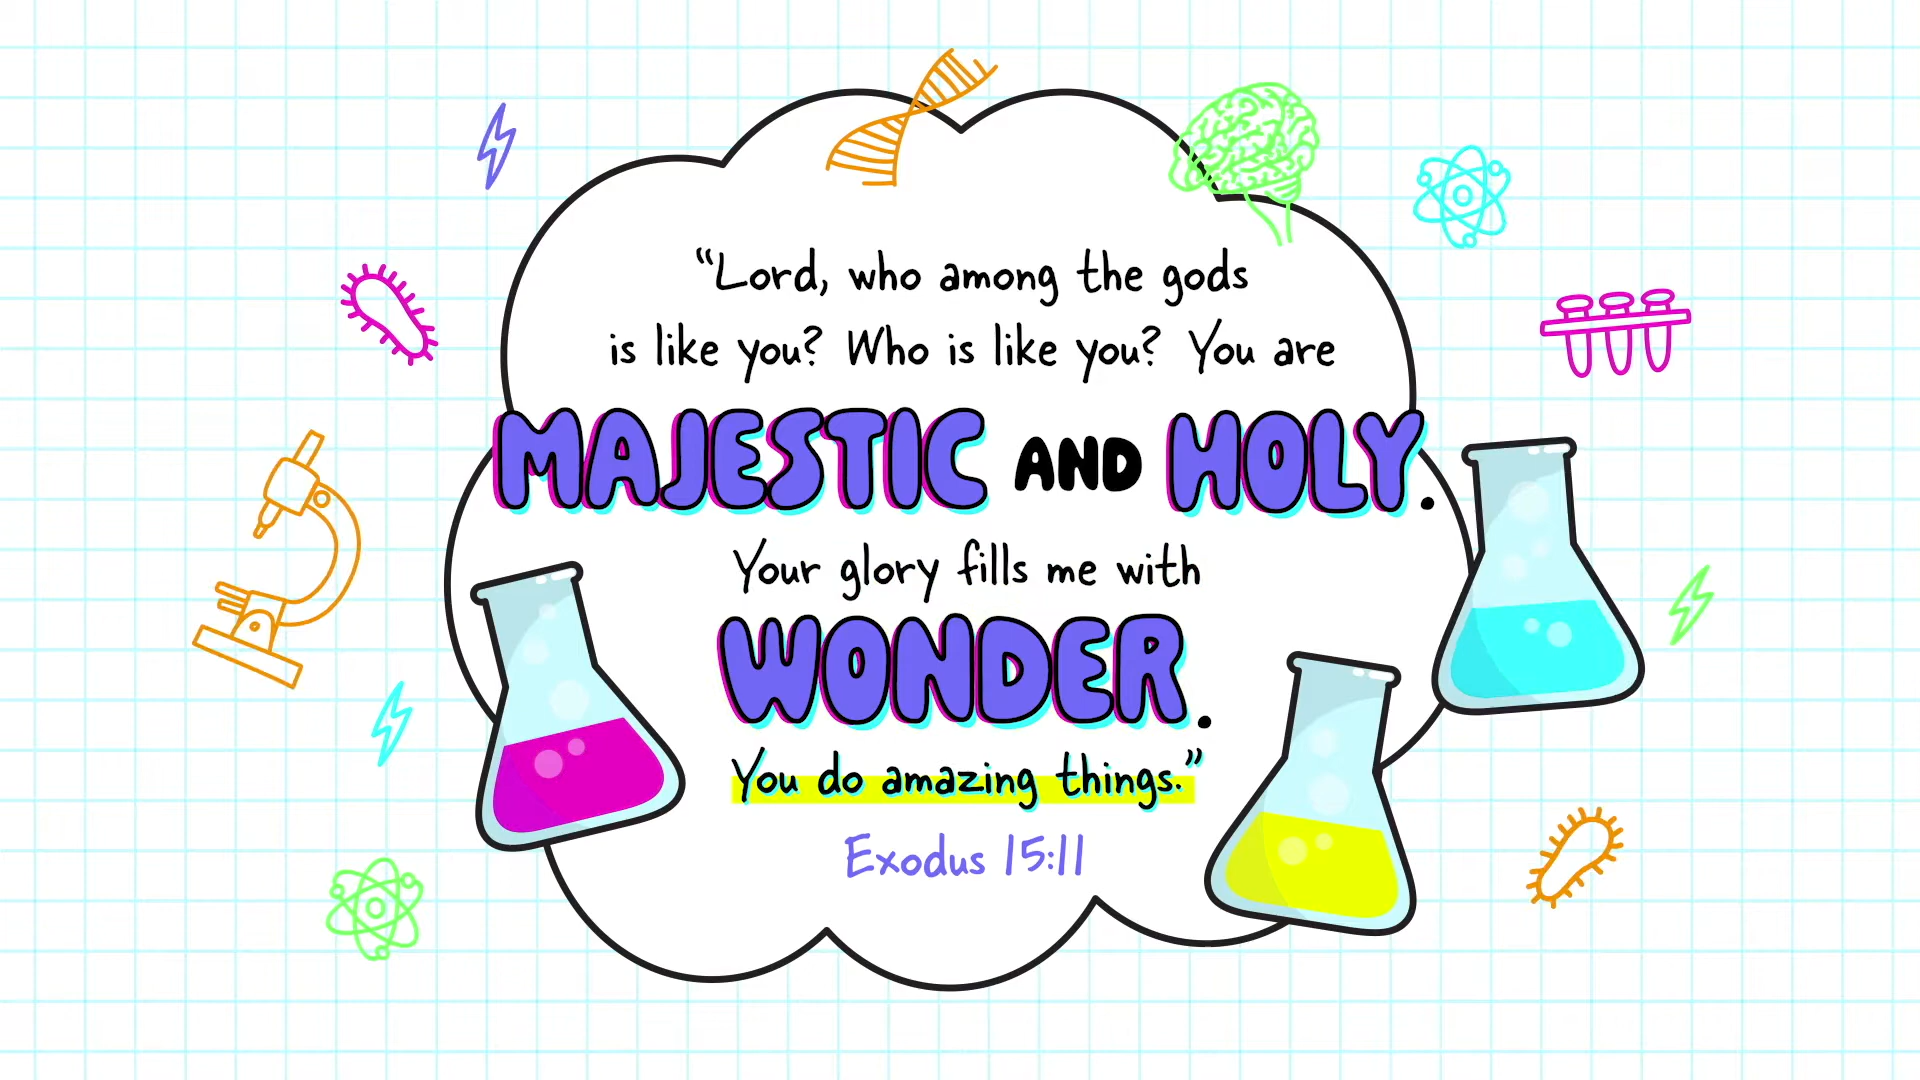 “Lord, who among the gods
is like you? Who is like you? You are
MAJESTIC AND HOLY.
Your glory fills me with
WONDER.
You do amazing things.”
Exodus 15:11